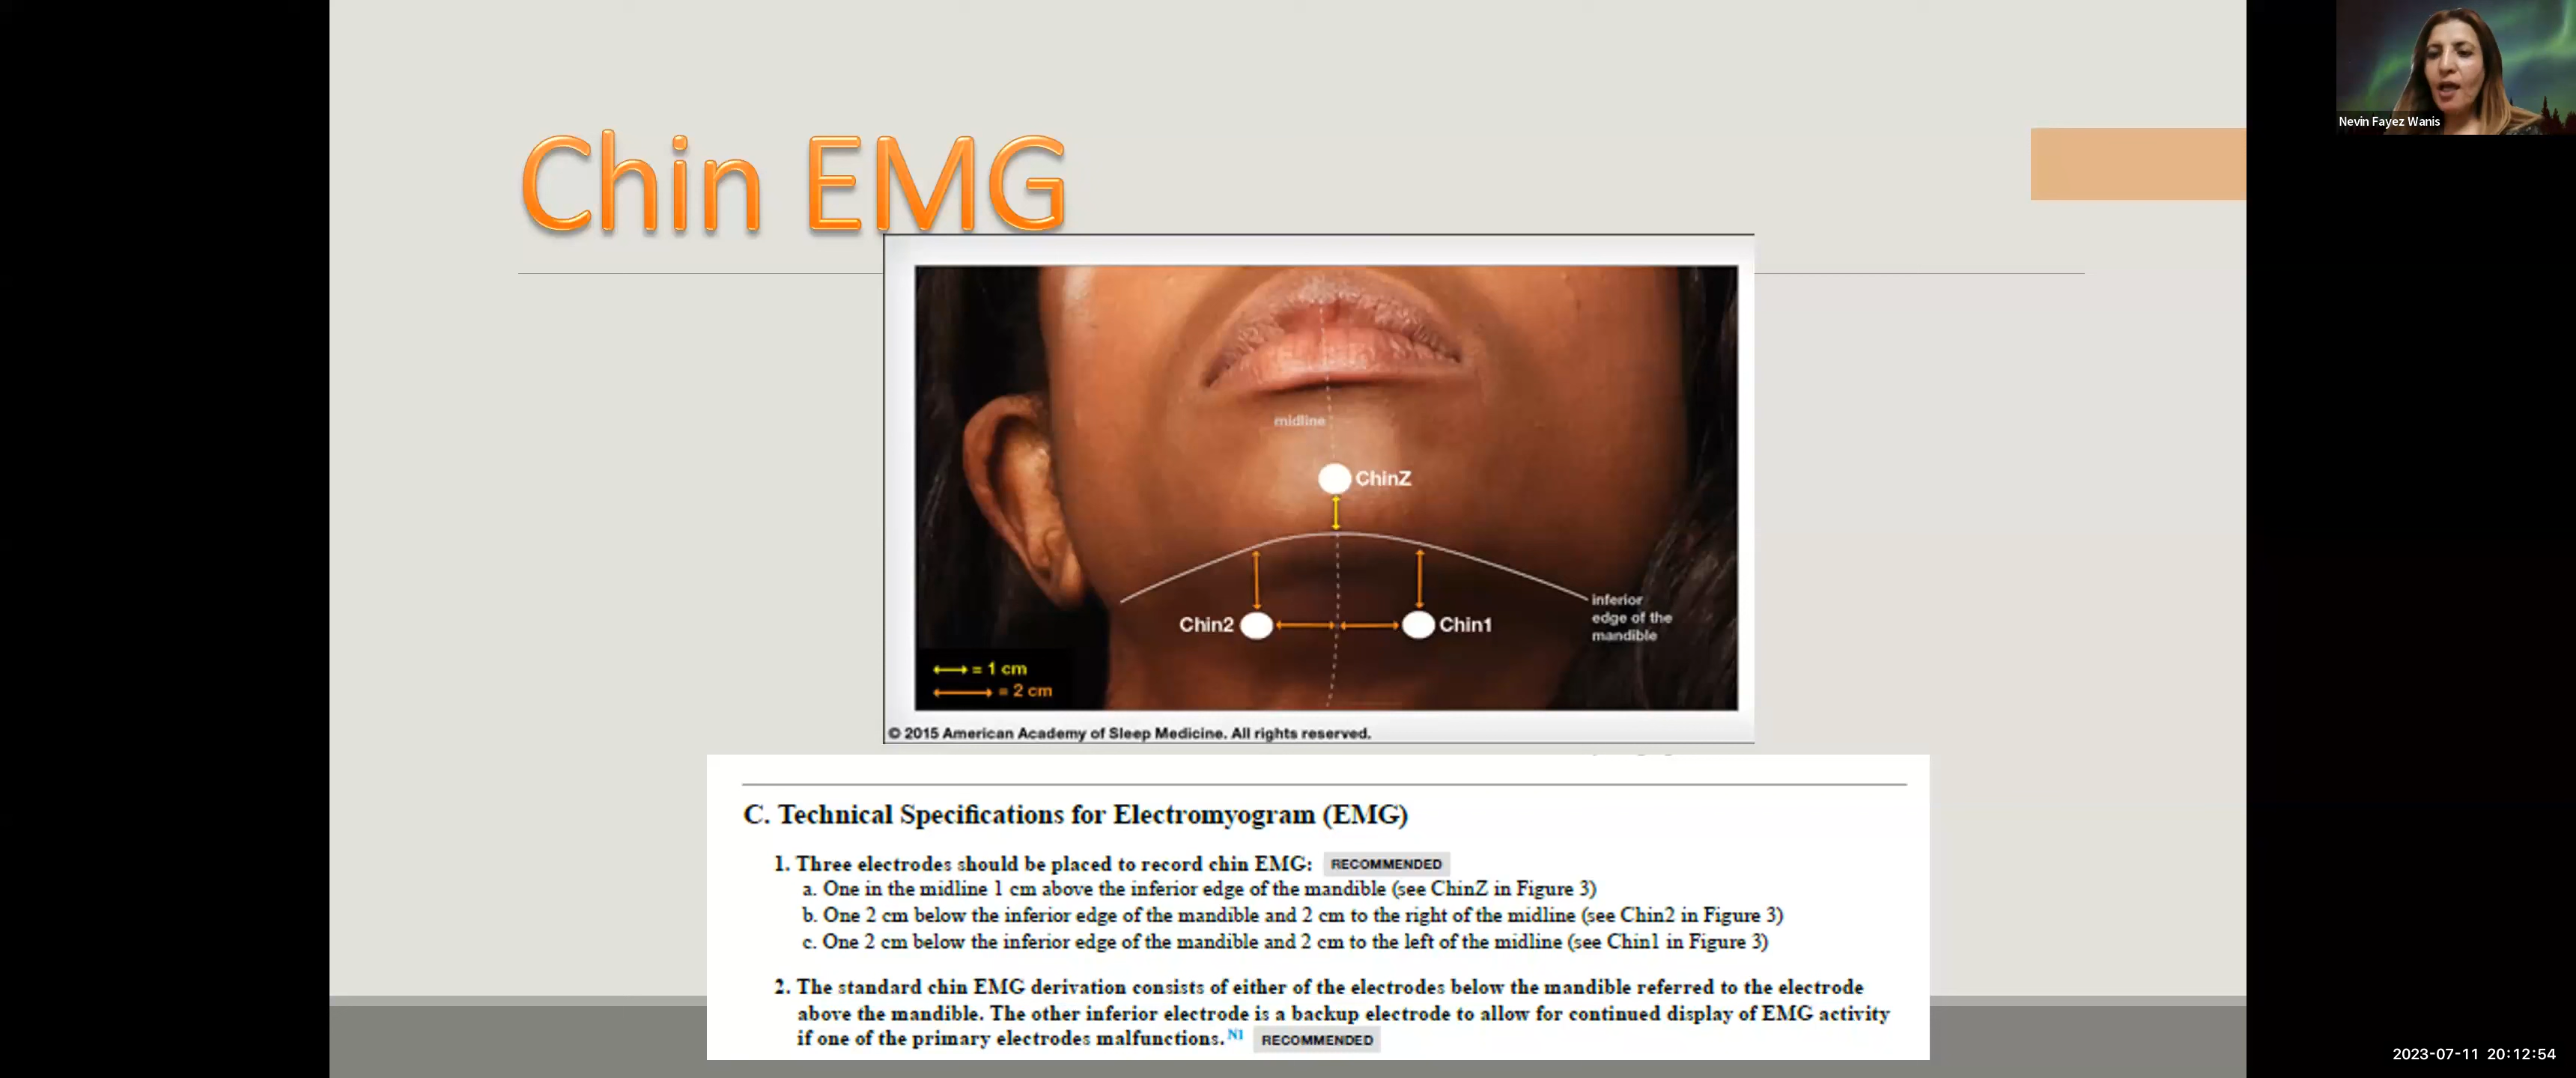 Chin EMG
Nevin Fayez Wanis
midline
ChinZ
Chin2
Chin1
inferior
edge of the
mandible
= 1 cm
= 2 cm
© 2015 American Academy of Sleep Medicine. All rights reserved.
C. Technical Specifications for Electromyogram (EMG)
1. Three electrodes should be placed to record chin EMG: RECOMMENDED
a. One in the midline 1 cm above the inferior edge of the mandible (see ChinZ in Figure 3)
b. One 2 cm below the inferior edge of the mandible and 2 cm to the right of the midline (see Chin2 in Figure 3)
c. One 2 cm below the inferior edge of the mandible and 2 cm to the left of the midline (see Chin1 in Figure 3)
2. The standard chin EMG derivation consists of either of the electrodes below the mandible referred to the electrode
above the mandible. The other inferior electrode is a backup electrode to allow for continued display of EMG activity
if one of the primary electrodes malfunctions. N1 RECOMMENDED
2023-07-11 20:12:54